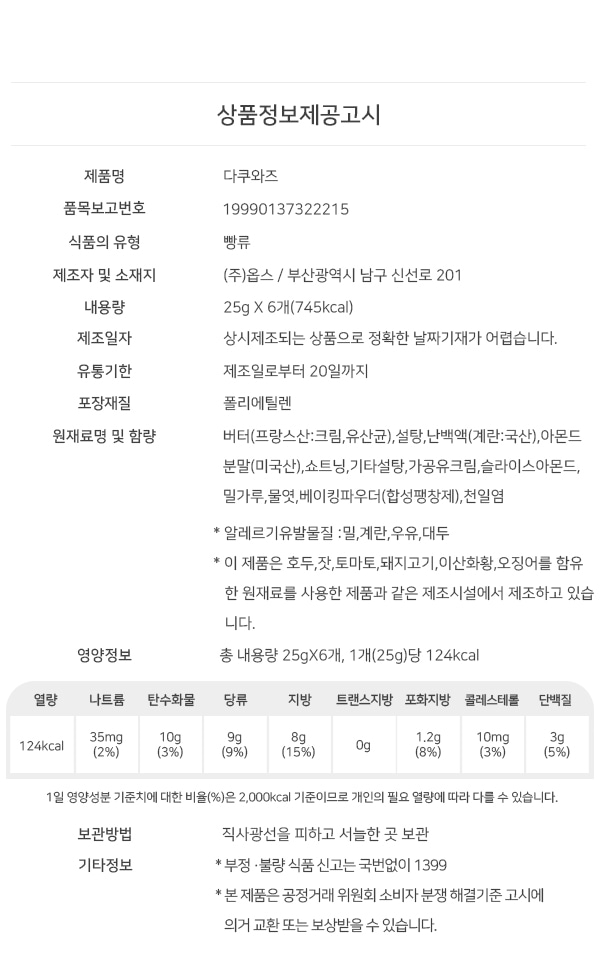 상품정보제공고시
제품명 다쿠와즈
품목보고번호 19990137322215
식품의 유형 빵류
제조자 및 소재지 (주)옵스 / 부산광역시 남구 신선로 201
내용량 25g X 6개(745kcal)
제조일자 상시제조되는 상품으로 정확한 날짜기재가 어렵습니다.
유통기한 제조일로부터 20일까지
포장재질 폴리에틸렌
원재료명 및 함량 버터(프랑스산:크림,유산균),설탕,난백액(계란:국산),아몬드
분말(미국산),쇼트닝,기타설탕,가공유크림,슬라이스아몬드,
밀가루,물엿,베이킹파우더(합성팽창제),천일염
* 알레르기유발물질 :밀,계란,우유,대두
* 이 제품은 호두,잣,토마토,돼지고기,이산화황,오징어를 함유
한 원재료를 사용한 제품과 같은 제조시설에서 제조하고 있습
니다.
영양정보 총 내용량 25gX6개, 1개(25g)당 124kcal
열량 나트륨 탄수화물 당류 지방 트랜스지방 포화지방 콜레스테롤 단백질
124kcal 35mg 10g 9g 8g 0g 1.2g 10mg 3g
(2%) (3%) (9%) (15%) (8%) (3%) (5%)
1일 영양성분 기준치에 대한 비율(%)은 2,000kcal 기준이므로 개인의 필요 열량에 따라 다를 수 있습니다.
보관방법 직사광선을 피하고 서늘한 곳 보관
기타정보 * 부정 ·불량 식품 신고는 국번없이 1399
* 본 제품은 공정거래 위원회 소비자 분쟁 해결기준 고시에
의거 교환 또는 보상받을 수 있습니다.